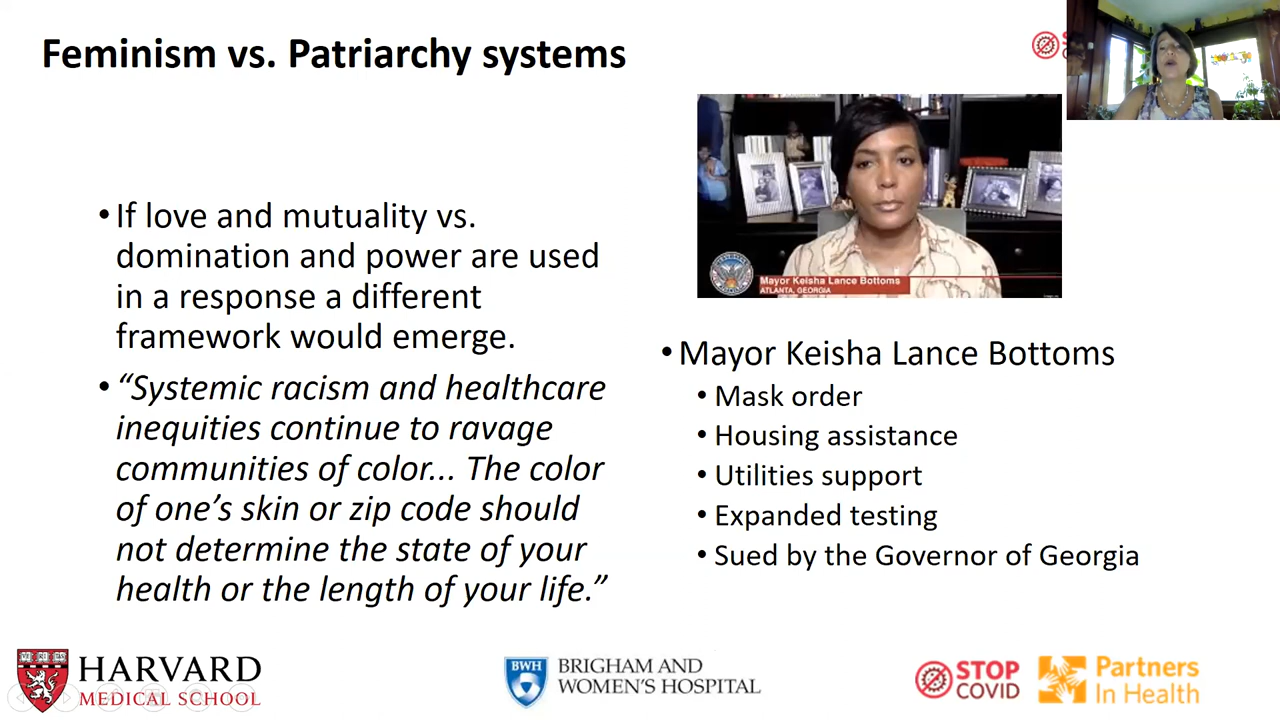 Feminism vs. Patriarchy systems
• If love and mutuality vs.
domination and power are used
in a response a different
framework would emerge.
• “Systemic racism and healthcare
inequities continue to ravage
communities of color... The color
of one’s skin or zip code should
not determine the state of your
health or the length of your life.”
Mayor Keisha Lance Bottoms
ATLANTA, GEORGIA
• Mayor Keisha Lance Bottoms
• Mask order
• Housing assistance
• Utilities support
• Expanded testing
• Sued by the Governor of Georgia
HARVARD
MEDICAL SCHOOL
BWH
BRIGHAM AND
WOMEN'S HOSPITAL
STOP
COVID
Partners
In Health